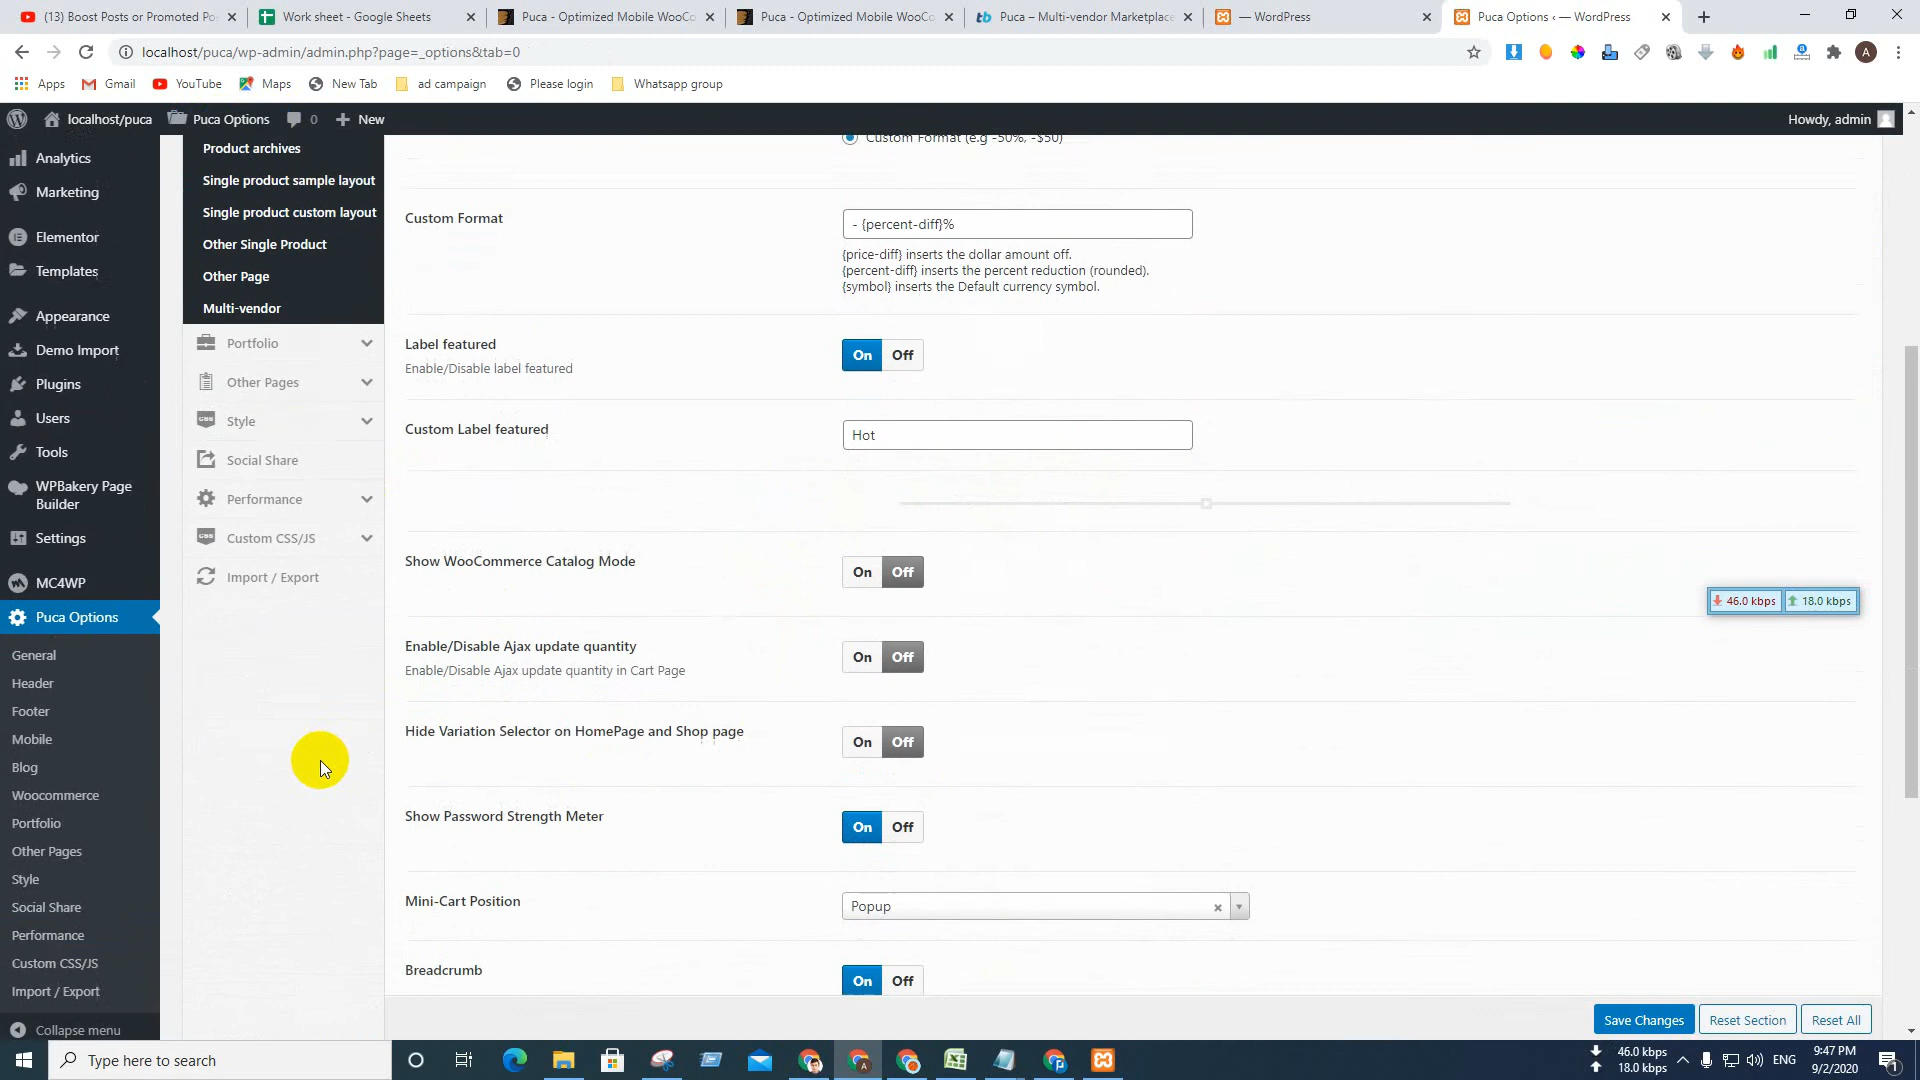 (13) Boost Posts or Promoted Po
Work sheet - Google Sheets
Puca - Optimized Mobile WooCo
Puca - Optimized Mobile WooCo
Puca – Multi-vendor Marketplace
— WordPress
Puca Options ‹ — WordPress
localhost/puca/wp-admin/admin.php?page=_options&tab=0
Apps
Gmail
YouTube
Maps
New Tab
ad campaign
Please login
Whatsapp group
localhost/puca
Puca Options
0
New
Howdy, admin
Analytics
Marketing
Elementor
Templates
Appearance
Demo Import
Plugins
Users
Tools
WPBakery Page
Builder
Settings
MC4WP
Puca Options
General
Header
Footer
Mobile
Blog
Woocommerce
Portfolio
Other Pages
Style
Social Share
Performance
Custom CSS/JS
Import / Export
Collapse menu
Product archives
Single product sample layout
Single product custom layout
Other Single Product
Other Page
Multi-vendor
Portfolio
Other Pages
Style
Social Share
Performance
Custom CSS/JS
Import / Export
Custom Format (e.g -50%, -$50)
Custom Format
- {percent-diff}%
{price-diff} inserts the dollar amount off.
{percent-diff} inserts the percent reduction (rounded).
{symbol} inserts the Default currency symbol.
Label featured
On Off
Enable/Disable label featured
Custom Label featured
Hot
Show WooCommerce Catalog Mode
On Off
Enable/Disable Ajax update quantity
On Off
Enable/Disable Ajax update quantity in Cart Page
Hide Variation Selector on HomePage and Shop page
On Off
Show Password Strength Meter
On Off
Mini-Cart Position
Popup
Breadcrumb
On Off
46.0 kbps 18.0 kbps
Save Changes
Reset Section
Reset All
Type here to search
46.0 kbps
18.0 kbps
ENG
9:47 PM
9/2/2020
1